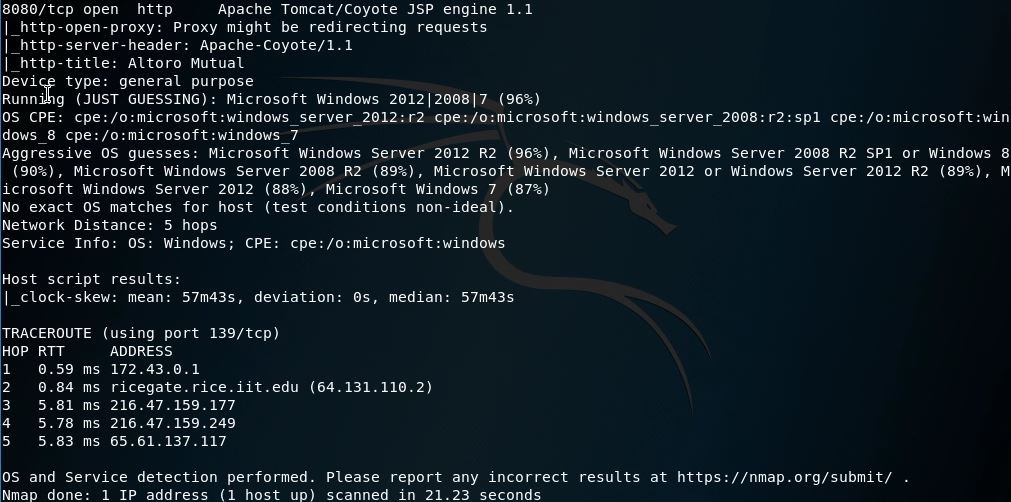 8080/tcp open  http     Apache Tomcat/Coyote JSP engine 1.1
|_http-open-proxy: Proxy might be redirecting requests
|_http-server-header: Apache-Coyote/1.1
|_http-title: Altoro Mutual
Device type: general purpose
Running (JUST GUESSING): Microsoft Windows 2012|2008|7 (96%)
OS CPE: cpe:/o:microsoft:windows_server_2012:r2 cpe:/o:microsoft:windows_server_2008:r2:sp1 cpe:/o:microsoft:win
dows_8 cpe:/o:microsoft:windows_7
Aggressive OS guesses: Microsoft Windows Server 2012 R2 (96%), Microsoft Windows Server 2008 R2 SP1 or Windows 8
 (90%), Microsoft Windows Server 2008 R2 (89%), Microsoft Windows Server 2012 or Windows Server 2012 R2 (89%), M
icrosoft Windows Server 2012 (88%), Microsoft Windows 7 (87%)
No exact OS matches for host (test conditions non-ideal).
Network Distance: 5 hops
Service Info: OS: Windows; CPE: cpe:/o:microsoft:windows

Host script results:
|_clock-skew: mean: 57m43s, deviation: 0s, median: 57m43s

TRACEROUTE (using port 139/tcp)
HOP RTT     ADDRESS
1   0.59 ms 172.43.0.1
2   0.84 ms ricegate.rice.iit.edu (64.131.110.2)
3   5.81 ms 216.47.159.177
4   5.78 ms 216.47.159.249
5   5.83 ms 65.61.137.117

OS and Service detection performed. Please report any incorrect results at https://nmap.org/submit/ .
Nmap done: 1 IP address (1 host up) scanned in 21.23 seconds